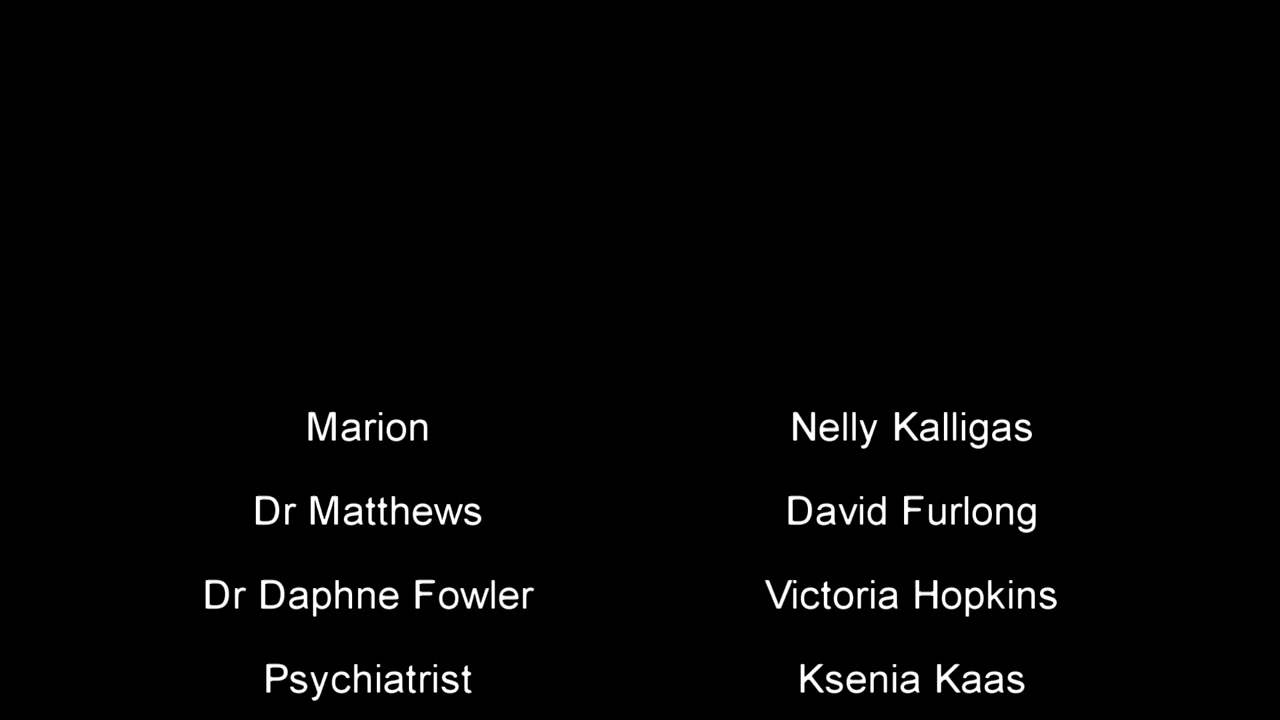 Marion Nelly Kalligas
Dr Matthews David Furlong
Dr Daphne Fowler Victoria Hopkins
Psychiatrist Ksenia Kaas